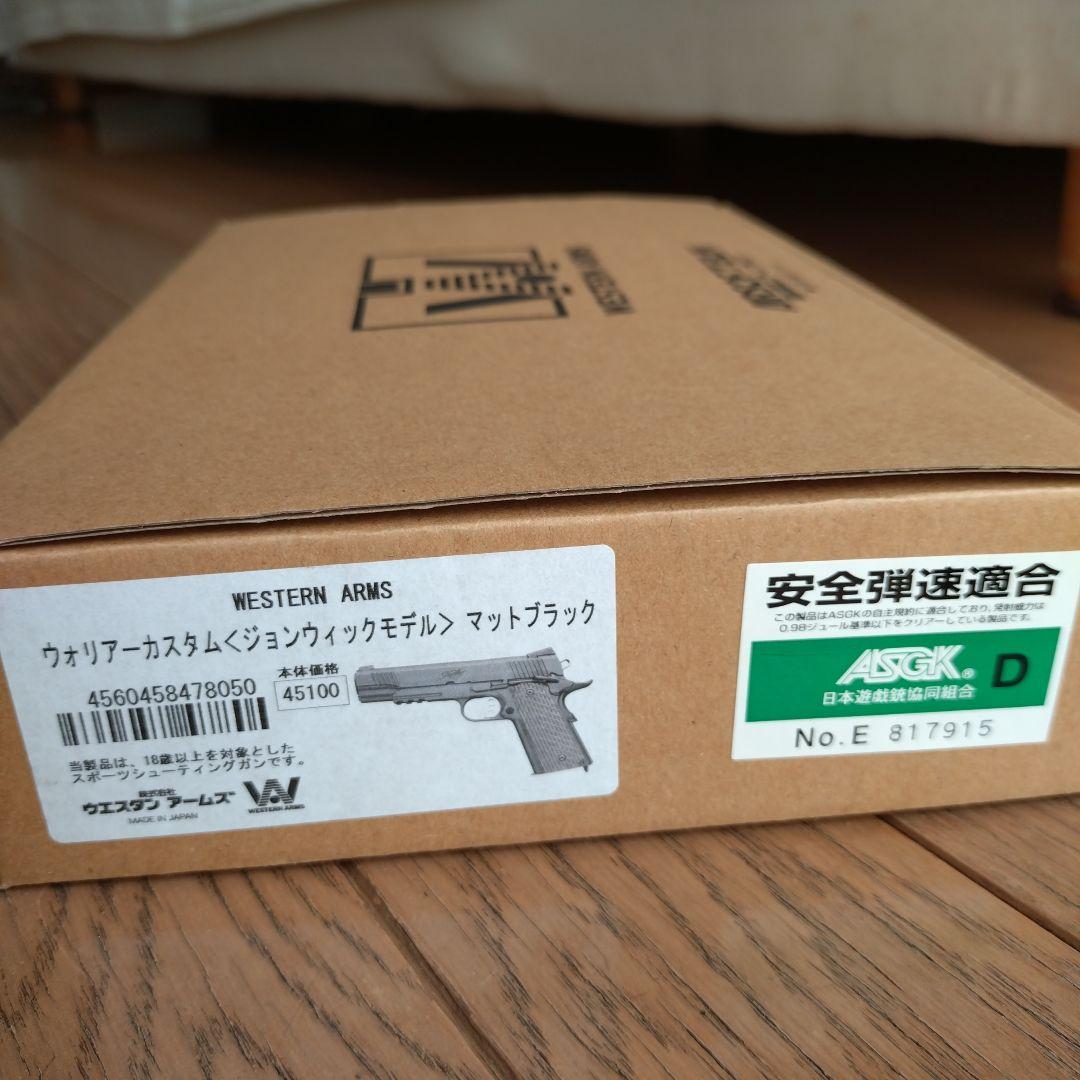 WESTERN ARMS
WESTERN ARMS
ウォリアーカスタム<ジョンウィックモデル> マットブラック
本体価格
45100
4560458478050
当製品は、18歳以上を対象とした
スポーツシューティングガンです。
株式会社
ウエスタン アームズ
WESTERN ARMS
MADE IN JAPAN
安全弾速適合
この製品はASGKの自主規約に適合しており、発射威力は
0.98ジュール基準以下をクリアーしている製品です。
ASGK® D
日本遊戯銃協同組合
No.E 817915